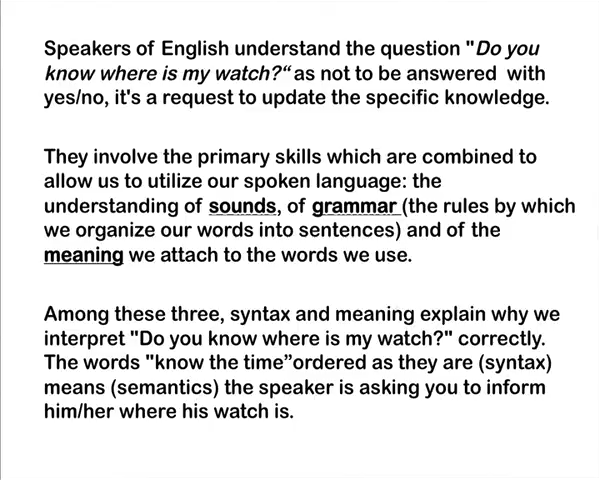 Speakers of English understand the question "Do you
know where is my watch?“ as not to be answered with
yes/no, it's a request to update the specific knowledge.
They involve the primary skills which are combined to
allow us to utilize our spoken language: the
understanding of sounds, of grammar (the rules by which
we organize our words into sentences) and of the
meaning we attach to the words we use.
Among these three, syntax and meaning explain why we
interpret "Do you know where is my watch?" correctly.
The words "know the time”ordered as they are (syntax)
means (semantics) the speaker is asking you to inform
him/her where his watch is.